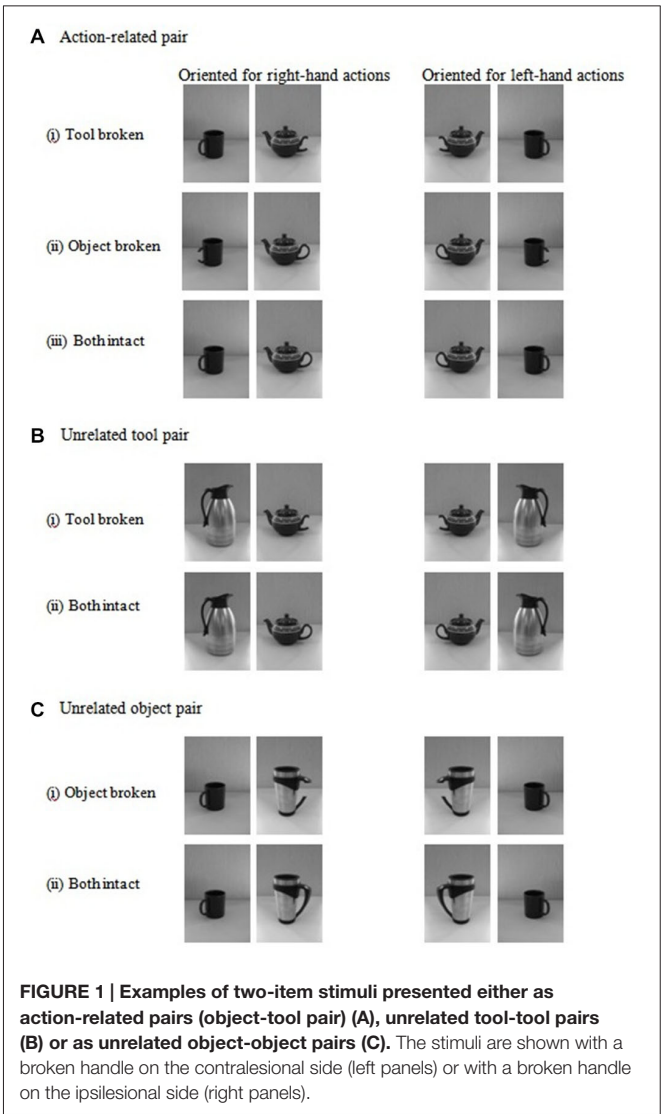 A Action-related pair
Oriented for right-hand actions Oriented for left-hand actions
(i) Tool broken
(ii) Object broken
(iii) Both intact
B Unrelated tool pair
(i) Tool broken
(ii) Both intact
C Unrelated object pair
(i) Object broken
(ii) Both intact
FIGURE 1 | Examples of two-item stimuli presented either as
action-related pairs (object-tool pair) (A), unrelated tool-tool pairs
(B) or as unrelated object-object pairs (C). The stimuli are shown with a
broken handle on the contralesional side (left panels) or with a broken handle
on the ipsilesional side (right panels).